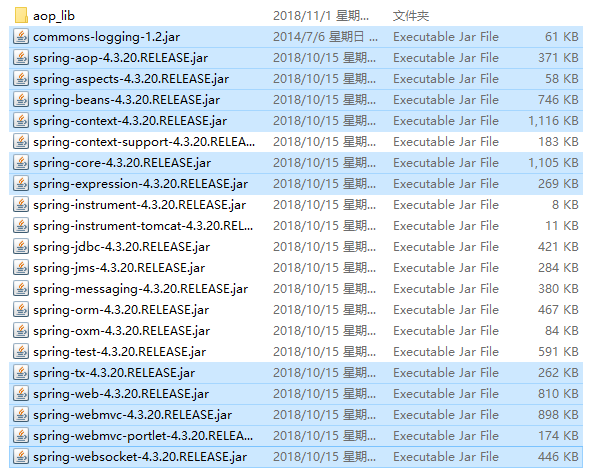 aop_lib 2018/11/1 星期... 文件夹
commons-logging-1.2.jar 2014/7/6 星期日 ... Executable Jar File 61 KB
spring-aop-4.3.20.RELEASE.jar 2018/10/15 星期... Executable Jar File 371 KB
spring-aspects-4.3.20.RELEASE.jar 2018/10/15 星期... Executable Jar File 58 KB
spring-beans-4.3.20.RELEASE.jar 2018/10/15 星期... Executable Jar File 746 KB
spring-context-4.3.20.RELEASE.jar 2018/10/15 星期... Executable Jar File 1,116 KB
spring-context-support-4.3.20.RELEA... 2018/10/15 星期... Executable Jar File 183 KB
spring-core-4.3.20.RELEASE.jar 2018/10/15 星期... Executable Jar File 1,105 KB
spring-expression-4.3.20.RELEASE.jar 2018/10/15 星期... Executable Jar File 269 KB
spring-instrument-4.3.20.RELEASE.jar 2018/10/15 星期... Executable Jar File 8 KB
spring-instrument-tomcat-4.3.20.REL... 2018/10/15 星期... Executable Jar File 11 KB
spring-jdbc-4.3.20.RELEASE.jar 2018/10/15 星期... Executable Jar File 421 KB
spring-jms-4.3.20.RELEASE.jar 2018/10/15 星期... Executable Jar File 284 KB
spring-messaging-4.3.20.RELEASE.jar 2018/10/15 星期... Executable Jar File 380 KB
spring-orm-4.3.20.RELEASE.jar 2018/10/15 星期... Executable Jar File 467 KB
spring-oxm-4.3.20.RELEASE.jar 2018/10/15 星期... Executable Jar File 84 KB
spring-test-4.3.20.RELEASE.jar 2018/10/15 星期... Executable Jar File 591 KB
spring-tx-4.3.20.RELEASE.jar 2018/10/15 星期... Executable Jar File 262 KB
spring-web-4.3.20.RELEASE.jar 2018/10/15 星期... Executable Jar File 810 KB
spring-webmvc-4.3.20.RELEASE.jar 2018/10/15 星期... Executable Jar File 898 KB
spring-webmvc-portlet-4.3.20.RELEA... 2018/10/15 星期... Executable Jar File 174 KB
spring-websocket-4.3.20.RELEASE.jar 2018/10/15 星期... Executable Jar File 446 KB